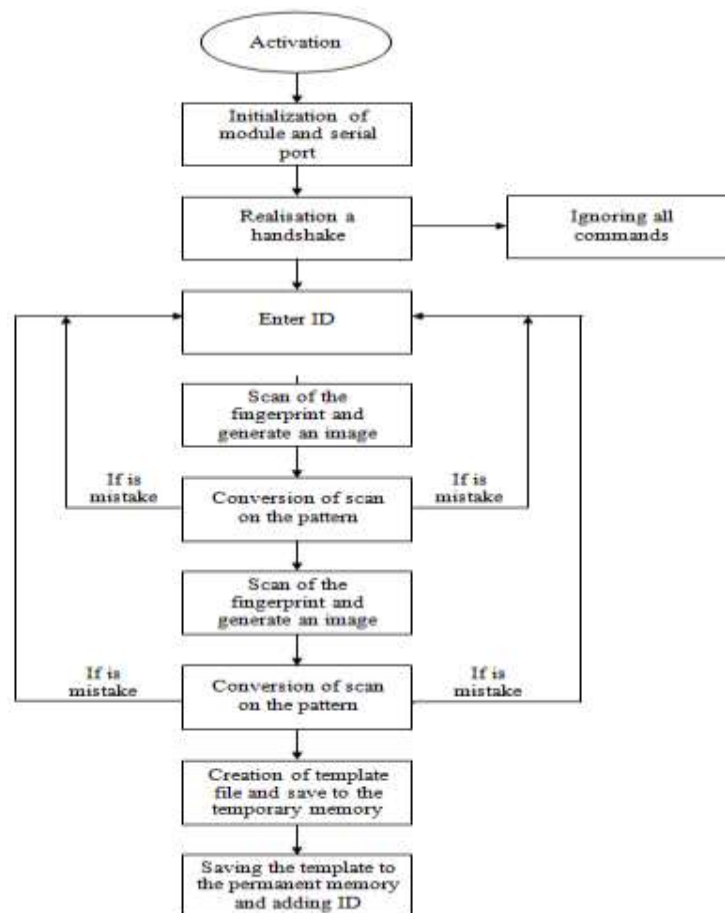 Activation
Initialization of
module and serial
port
Realisation a
handshake
Ignoring all
commands
Enter ID
Scan of the
fingerprint and
generate an image
If is
mistake
Conversion of scan
on the pattern
If is
mistake
Scan of the
fingerprint and
generate an image
If is
mistake
Conversion of scan
on the pattern
If is
mistake
Creation of template
file and save to the
temporary memory
Saving the template to
the permanent memory
and adding ID